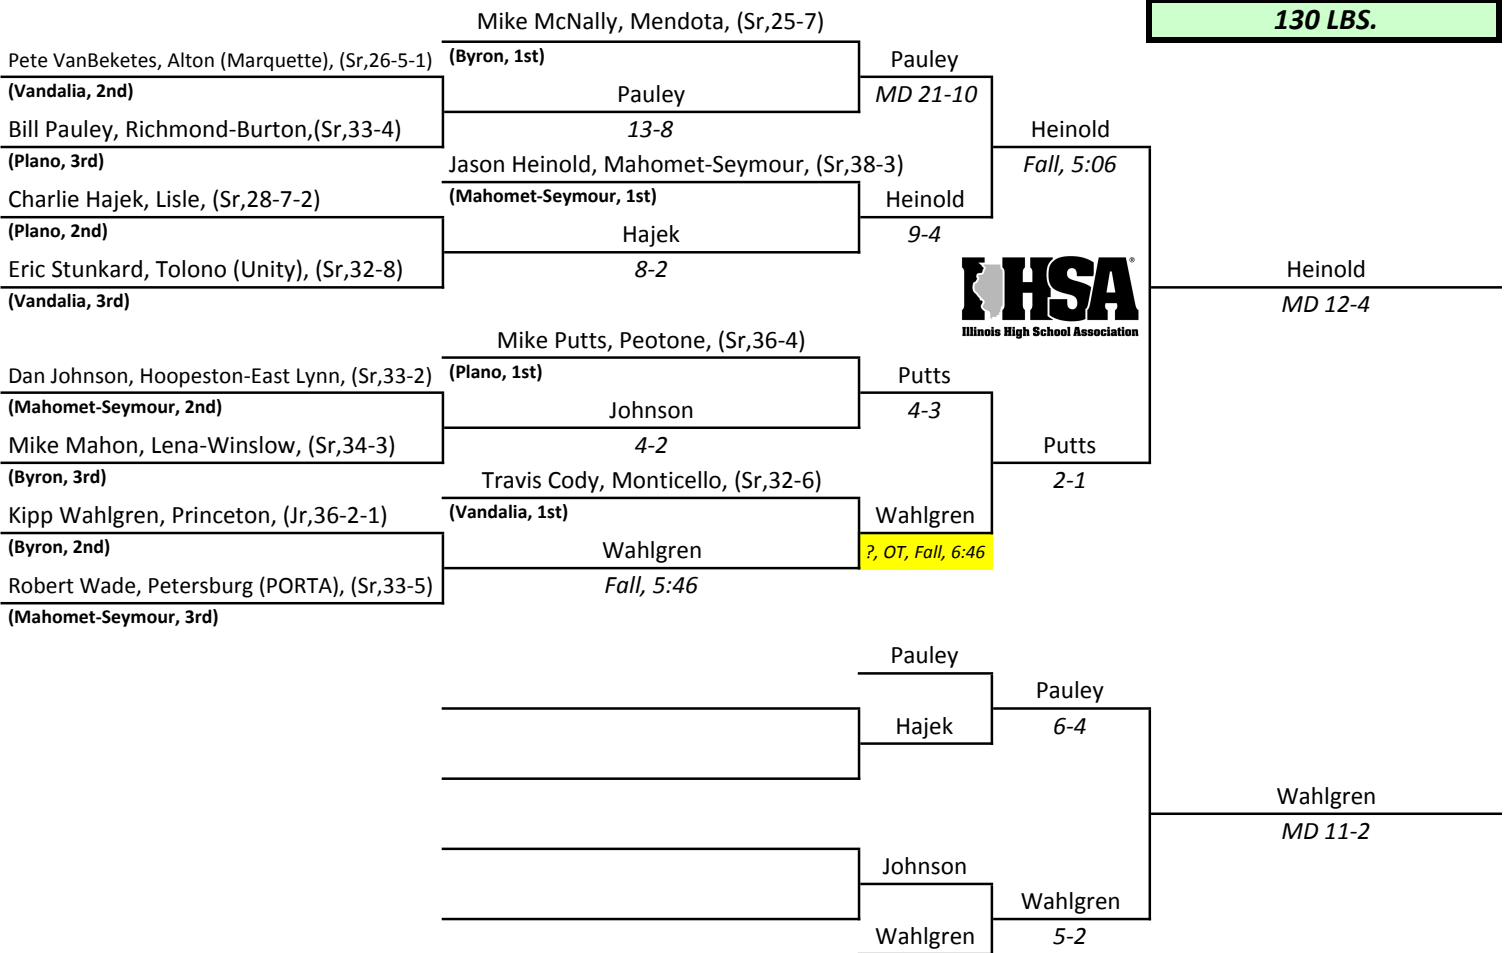 130 LBS.
Mike McNally, Mendota, (Sr,25-7)
Pete VanBeketes, Alton (Marquette), (Sr,26-5-1)
(Byron, 1st)
Pauley
(Vandalia, 2nd)
Pauley
MD 21-10
Bill Pauley, Richmond-Burton,(Sr,33-4)
13-8
Heinold
(Plano, 3rd)
Jason Heinold, Mahomet-Seymour, (Sr,38-3)
Fall, 5:06
Charlie Hajek, Lisle, (Sr,28-7-2)
(Mahomet-Seymour, 1st)
Heinold
(Plano, 2nd)
Hajek
9-4
Eric Stunkard, Tolono (Unity), (Sr,32-8)
8-2
IHSA®
Illinois High School Association
Heinold
(Vandalia, 3rd)
MD 12-4
Mike Putts, Peotone, (Sr,36-4)
Dan Johnson, Hoopeston-East Lynn, (Sr,33-2)
(Plano, 1st)
Putts
(Mahomet-Seymour, 2nd)
Johnson
4-3
Mike Mahon, Lena-Winslow, (Sr,34-3)
4-2
Putts
(Byron, 3rd)
Travis Cody, Monticello, (Sr,32-6)
2-1
Kipp Wahlgren, Princeton, (Jr,36-2-1)
(Vandalia, 1st)
Wahlgren
(Byron, 2nd)
Wahlgren
?, OT, Fall, 6:46
Robert Wade, Petersburg (PORTA), (Sr,33-5)
Fall, 5:46
(Mahomet-Seymour, 3rd)
Pauley
Pauley
Hajek
6-4
Wahlgren
MD 11-2
Johnson
Wahlgren
Wahlgren
5-2